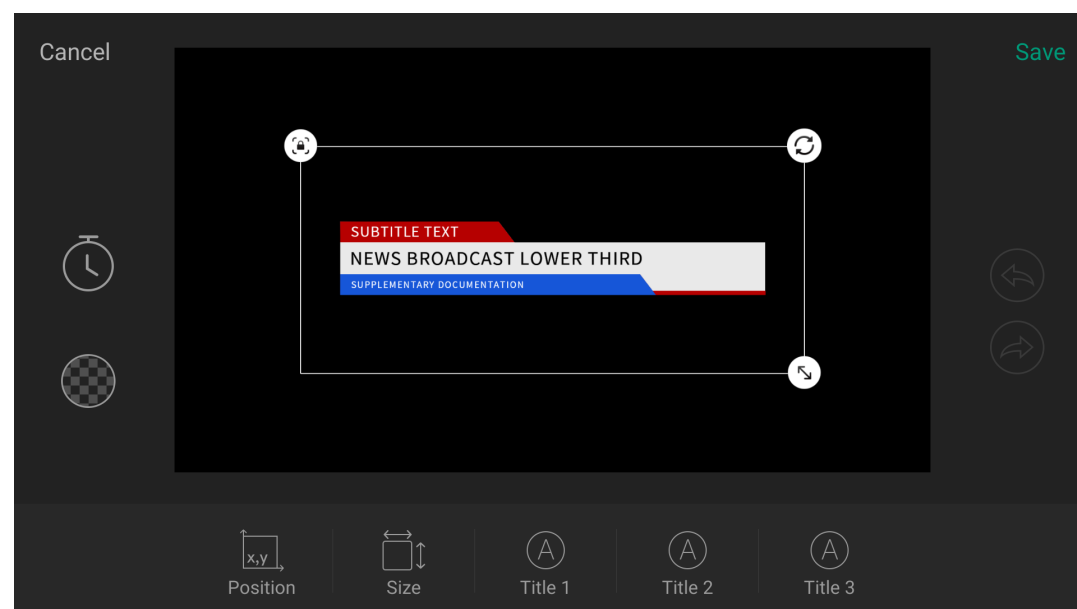 Cancel
Save
SUBTITLE TEXT
NEWS BROADCAST LOWER THIRD
SUPPLEMENTARY DOCUMENTATION
x,y
A
A
A
Position
Size
Title 1
Title 2
Title 3